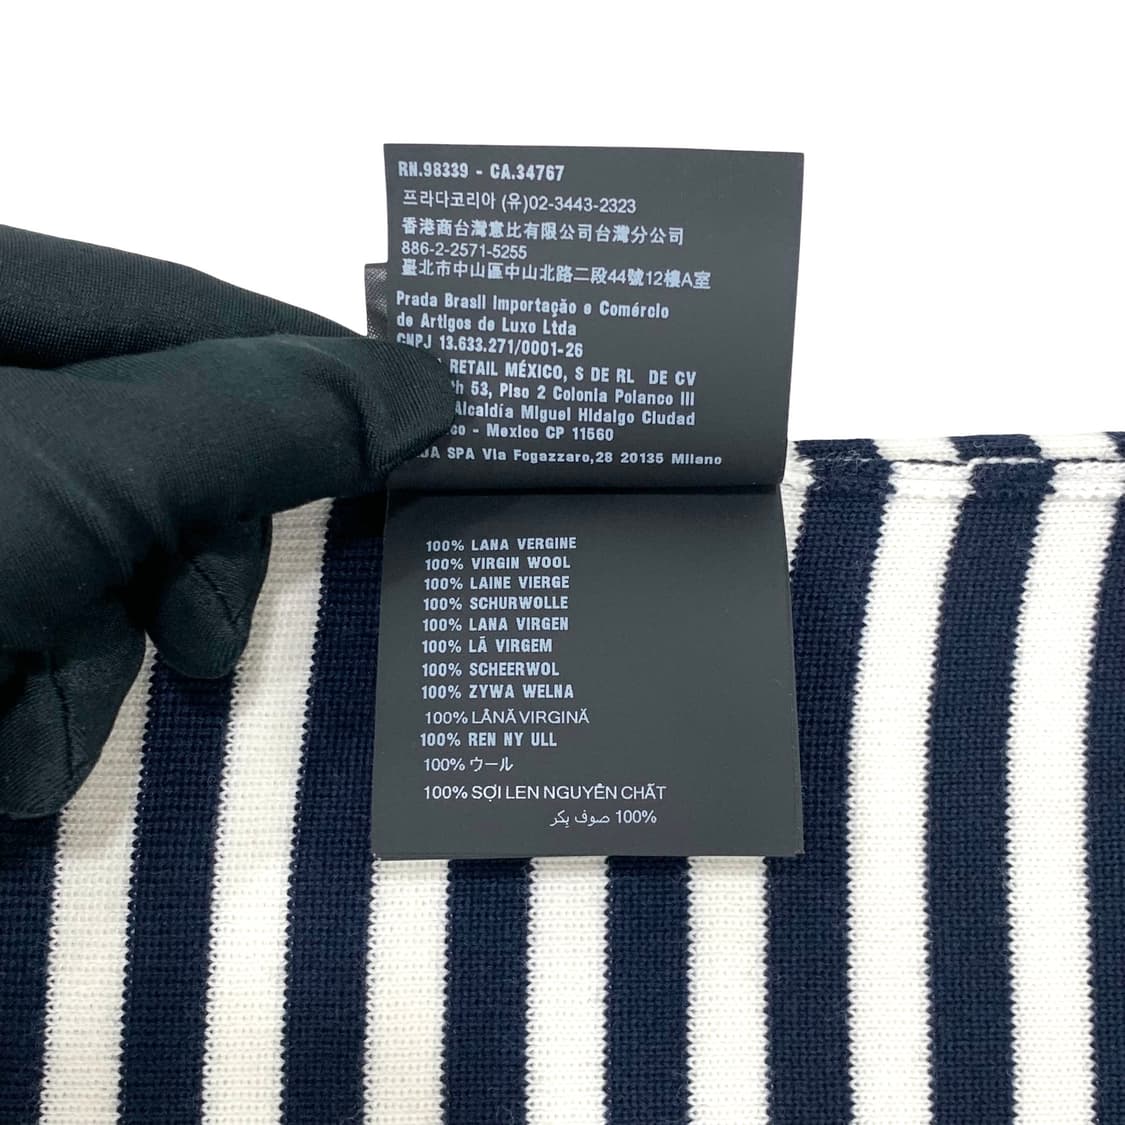 RN.98339 - CA.34767
프라다코리아 (유)02-3443-2323
香港商台灣意比有限公司台灣分公司
886-2-2571-5255
臺北市中山區中山北路二段44號12樓A室
Prada Brasil Importação e Comércio
de Artigos de Luxo Ltda
CNPJ 13.633.271/0001-26
RETAIL MÉXICO, S DE RL DE CV
53, Piso 2 Colonia Polanco III
Alcaldía Miguel Hidalgo Ciudad
- Mexico CP 11560
SPA Via Fogazzaro,28 20135 Milano
100% LANA VERGINE
100% VIRGIN WOOL
100% LAINE VIERGE
100% SCHURWOLLE
100% LANA VIRGEN
100% LÃ VIRGEM
100% SCHEERWOL
100% ZYWA WELNA
100% LÂNĂ VIRGINĂ
100% REN NY ULL
100% ウール
100% SỢI LEN NGUYÊN CHẤT
100% صوف بِكر